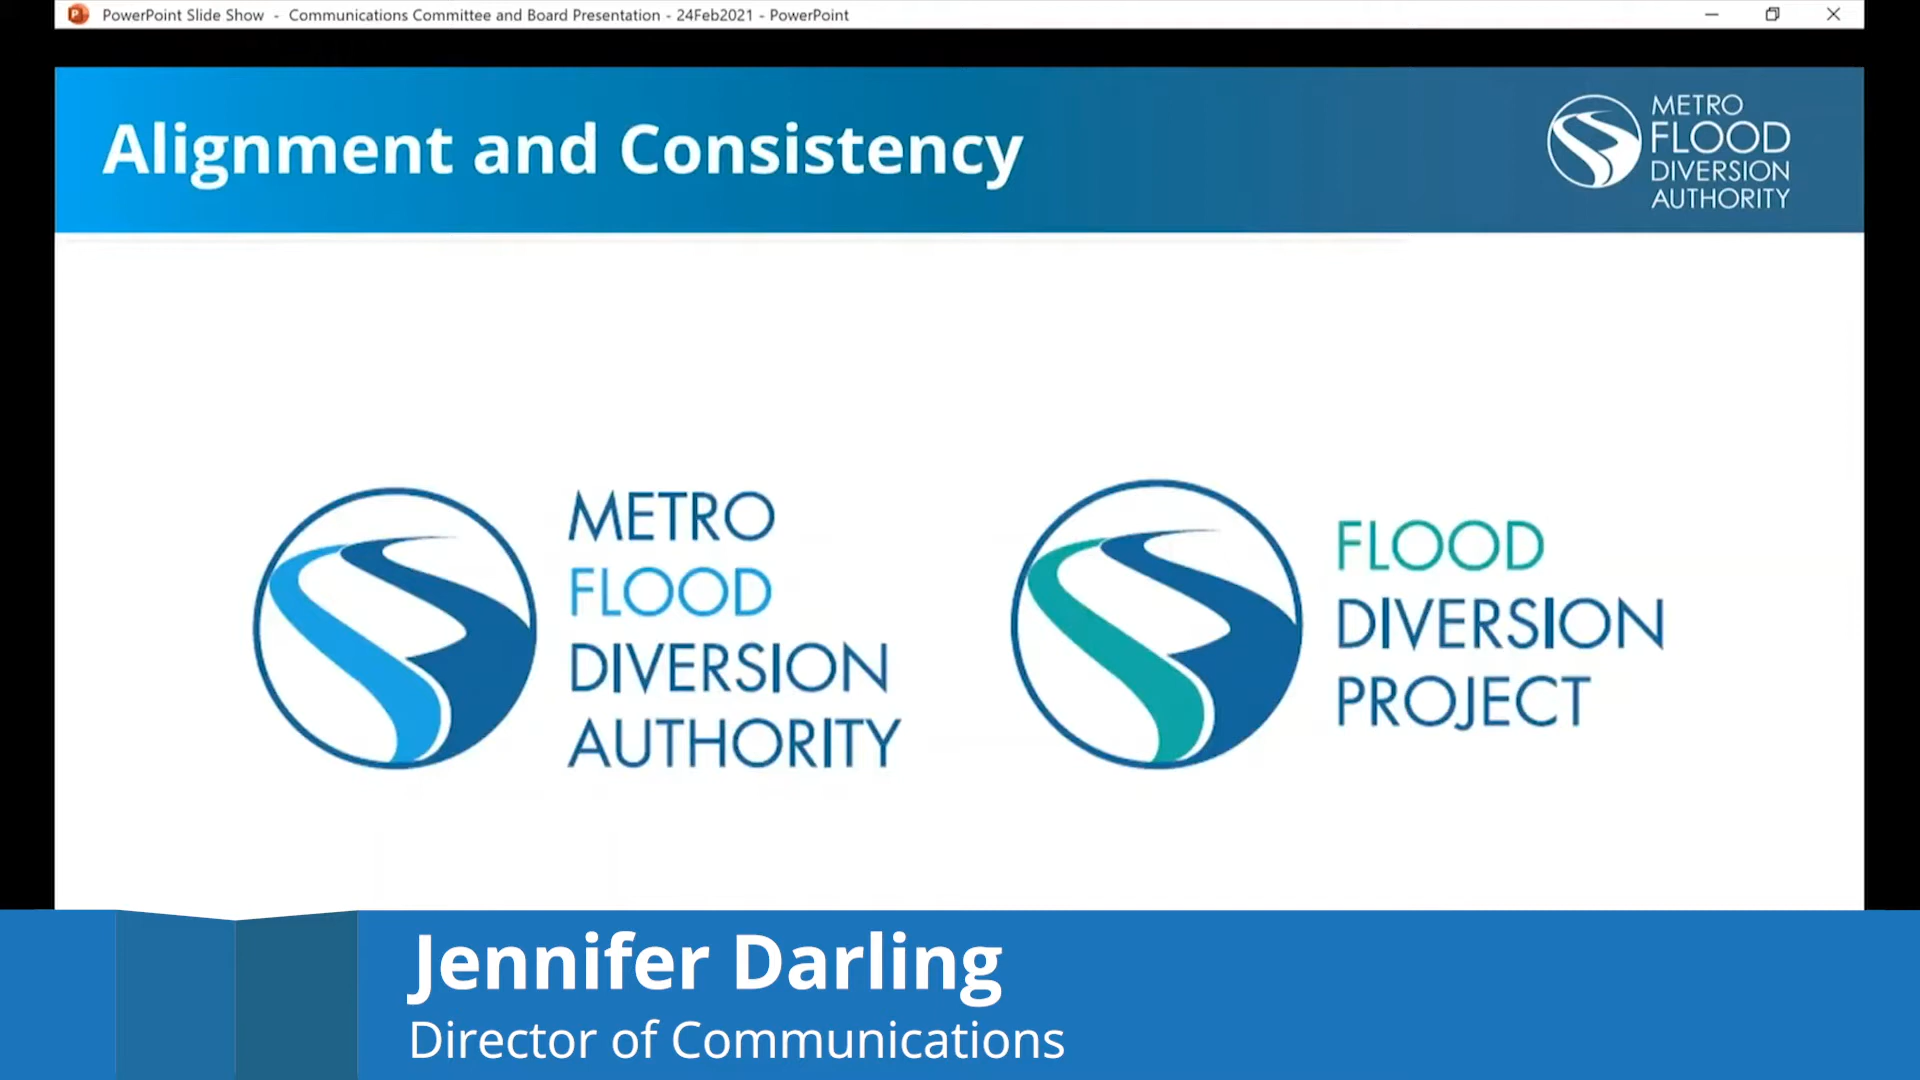 PowerPoint Slide Show - Communications Committee and Board Presentation - 24Feb2021 - PowerPoint
Alignment and Consistency
METRO
FLOOD
DIVERSION
AUTHORITY
METRO
FLOOD
DIVERSION
AUTHORITY
FLOOD
DIVERSION
PROJECT
Jennifer Darling
Director of Communications